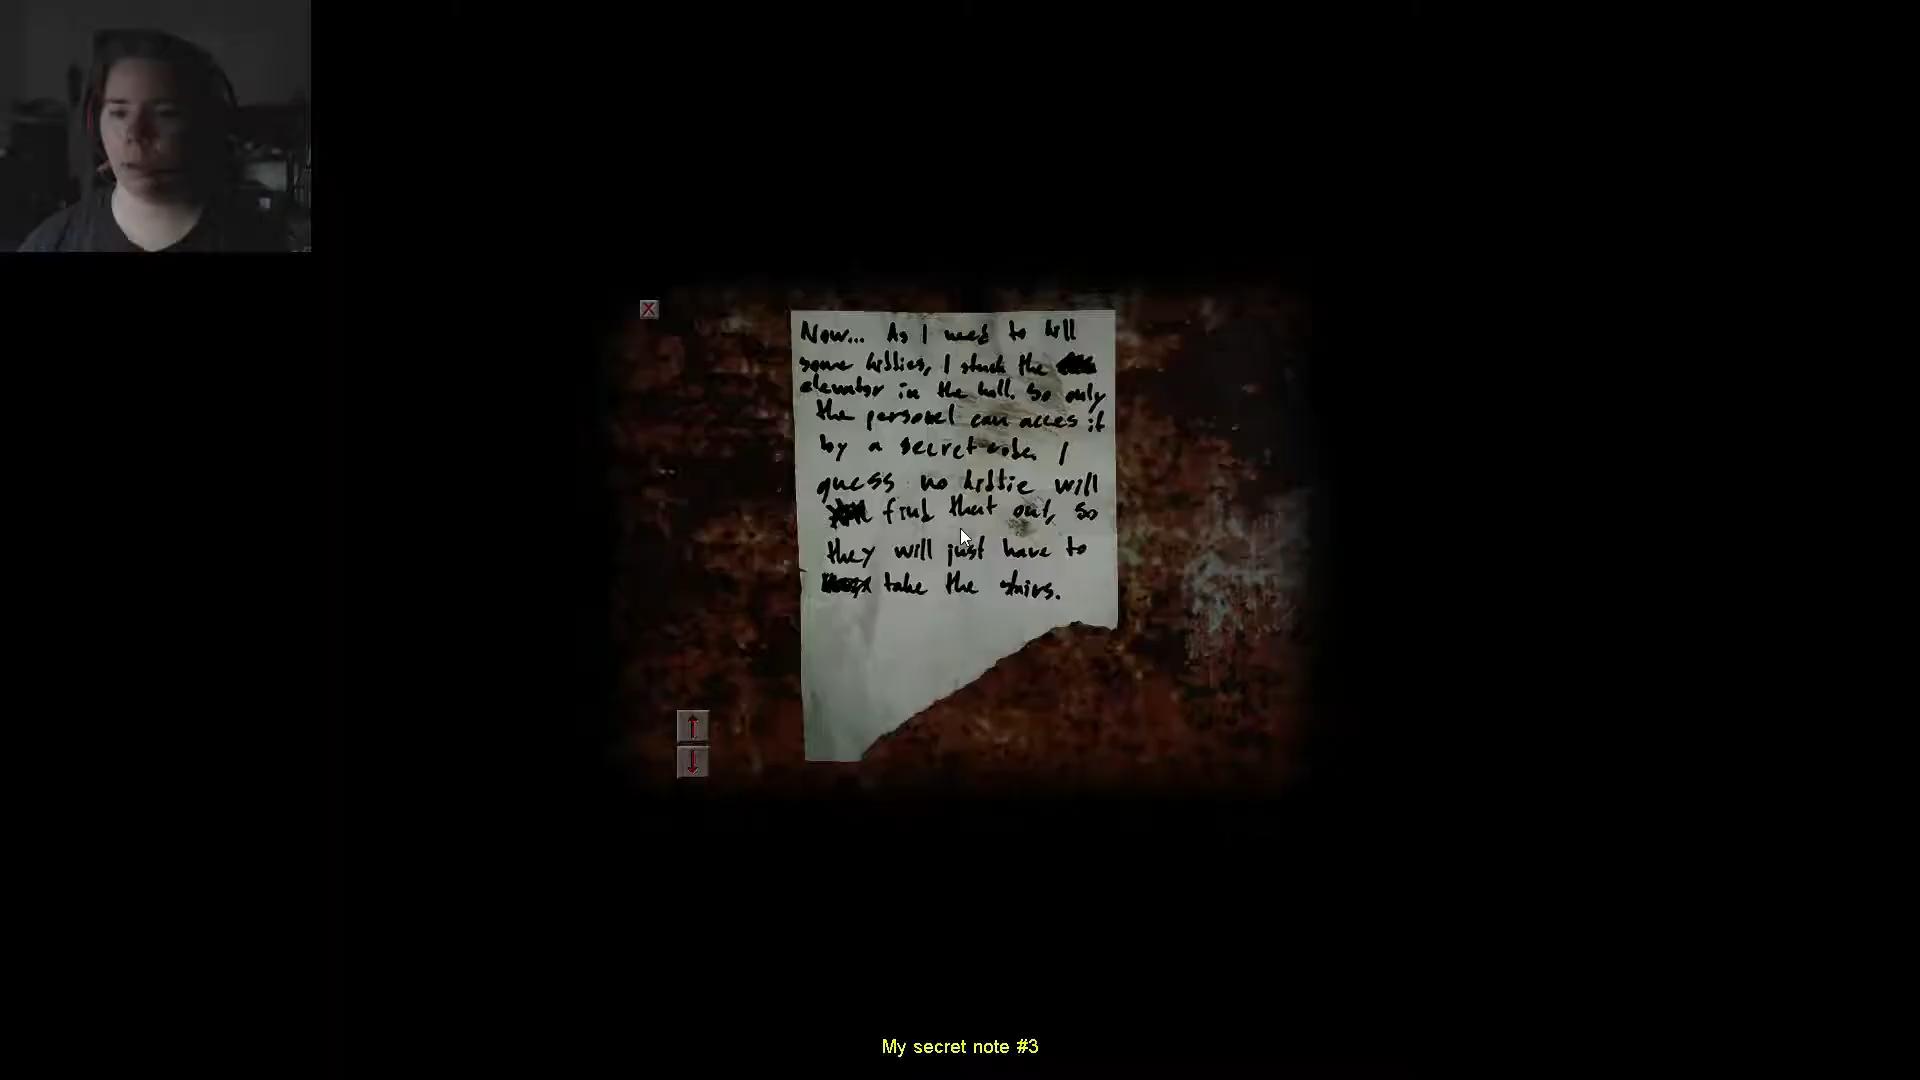 Now... As I need to kill
some kiddies, I stuck the
elevator in the hall. So only
the personel can acces it
by a secret code. I
guess no kiddie will
find that out, so
they will just have to
take the stairs.
My secret note #3